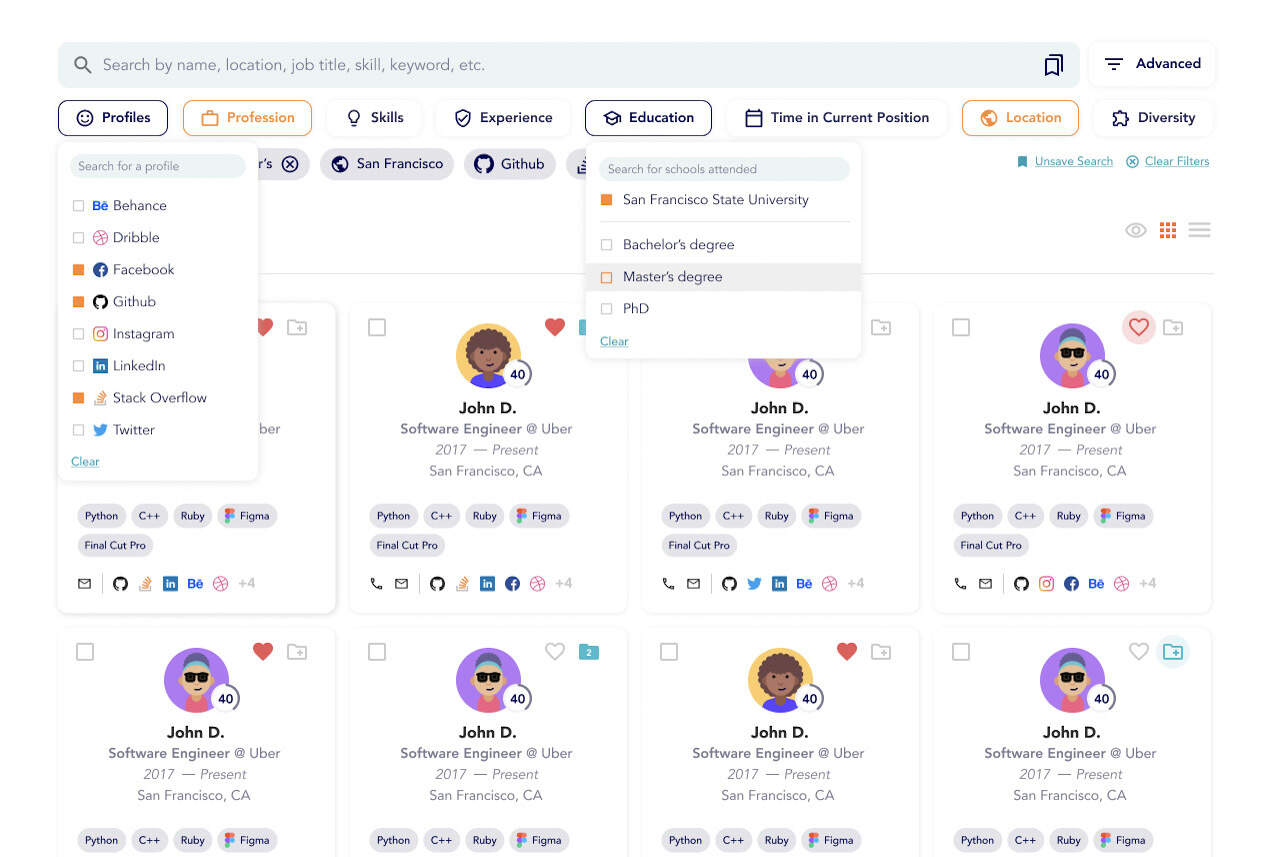 Search by name, location, job title, skill, keyword, etc.
Advanced
Profiles
Profession
Skills
Experience
Education
Time in Current Position
Location
Diversity
San Francisco
Github
Unsave Search
Clear Filters
Search for a profile
Bē Behance
Dribble
Facebook
Github
Instagram
in LinkedIn
Stack Overflow
Twitter
Clear
Search for schools attended
San Francisco State University
Bachelor's degree
Master's degree
PhD
Clear
40
John D.
Software Engineer @ Uber
2017 — Present
San Francisco, CA
40
John D.
Software Engineer @ Uber
2017 — Present
San Francisco, CA
40
John D.
Software Engineer @ Uber
2017 — Present
San Francisco, CA
Python C++ Ruby Figma
Final Cut Pro
in Bē +4
Python C++ Ruby Figma
Final Cut Pro
in +4
Python C++ Ruby Figma
Final Cut Pro
in Bē +4
Python C++ Ruby Figma
Final Cut Pro
Bē +4
40
John D.
Software Engineer @ Uber
2017 — Present
San Francisco, CA
Python C++ Ruby Figma
2
40
John D.
Software Engineer @ Uber
2017 — Present
San Francisco, CA
Python C++ Ruby Figma
40
John D.
Software Engineer @ Uber
2017 — Present
San Francisco, CA
Python C++ Ruby Figma
40
John D.
Software Engineer @ Uber
2017 — Present
San Francisco, CA
Python C++ Ruby Figma